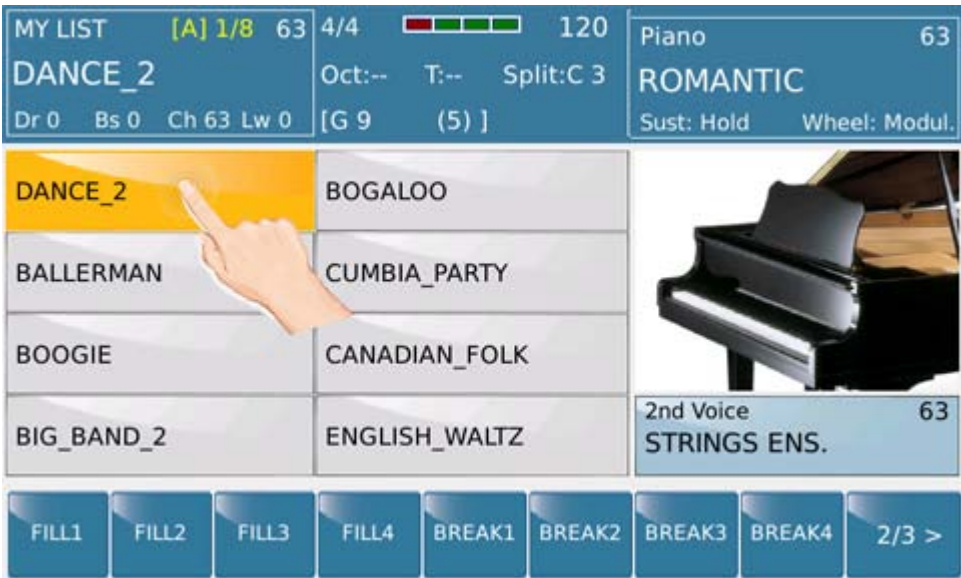 MY LIST [A] 1/8 63
DANCE_2
Dr 0 Bs 0 Ch 63 Lw 0
4/4 120
Oct:-- T:-- Split:C 3
[G 9 (5) ]
Piano 63
ROMANTIC
Sust: Hold Wheel: Modul.
DANCE_2
BOGALOO
BALLERMAN
CUMBIA_PARTY
BOOGIE
CANADIAN_FOLK
BIG_BAND_2
ENGLISH_WALTZ
2nd Voice 63
STRINGS ENS.
FILL1 FILL2 FILL3 FILL4 BREAK1 BREAK2 BREAK3 BREAK4 2/3 >